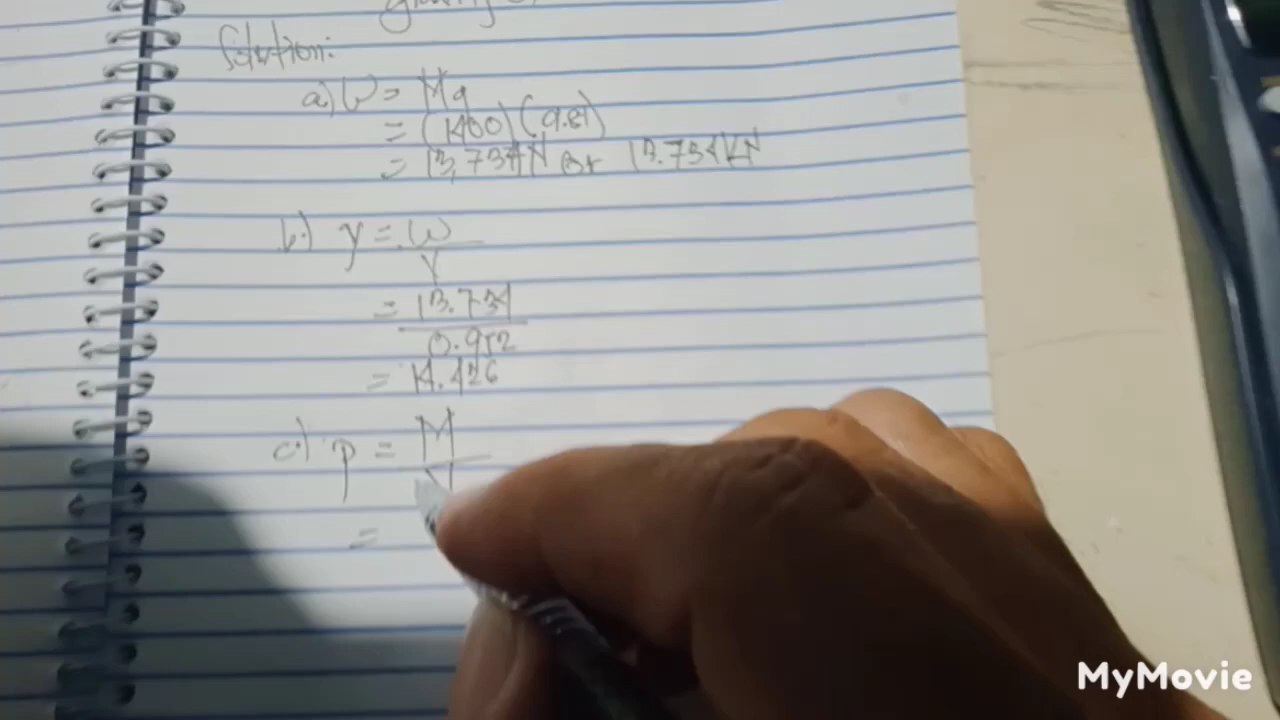 Solution:
a) W = Mg
= (1400) (9.81)
= 13,734N or 13.734KN
b.) γ = W
V
= 13.734
0.952
= 14.426
c.) ρ = M
V
=
MyMovie